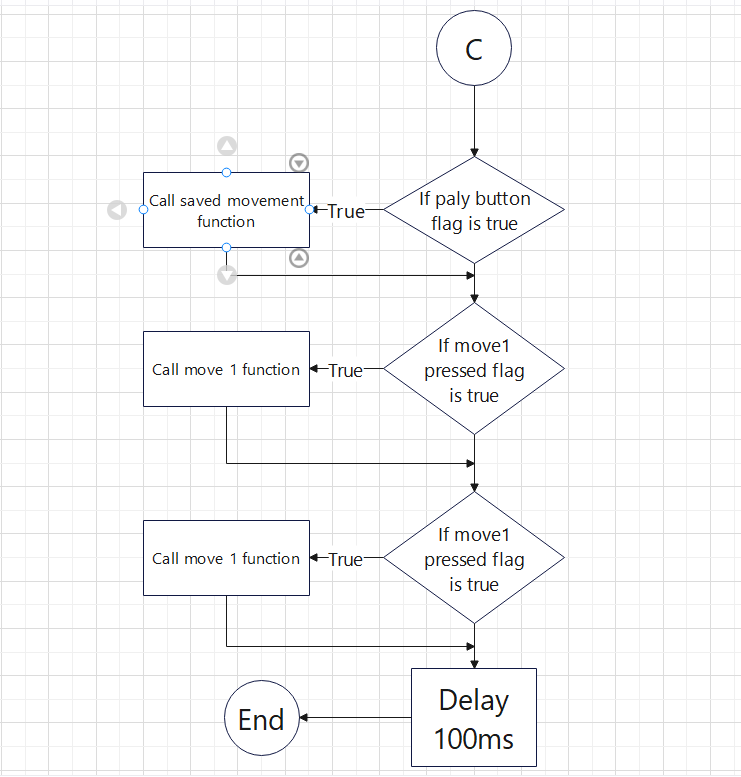 C
Call saved movement
function
True
If paly button
flag is true
Call move 1 function
True
If move1
pressed flag
is true
Call move 1 function
True
If move1
pressed flag
is true
End
Delay
100ms